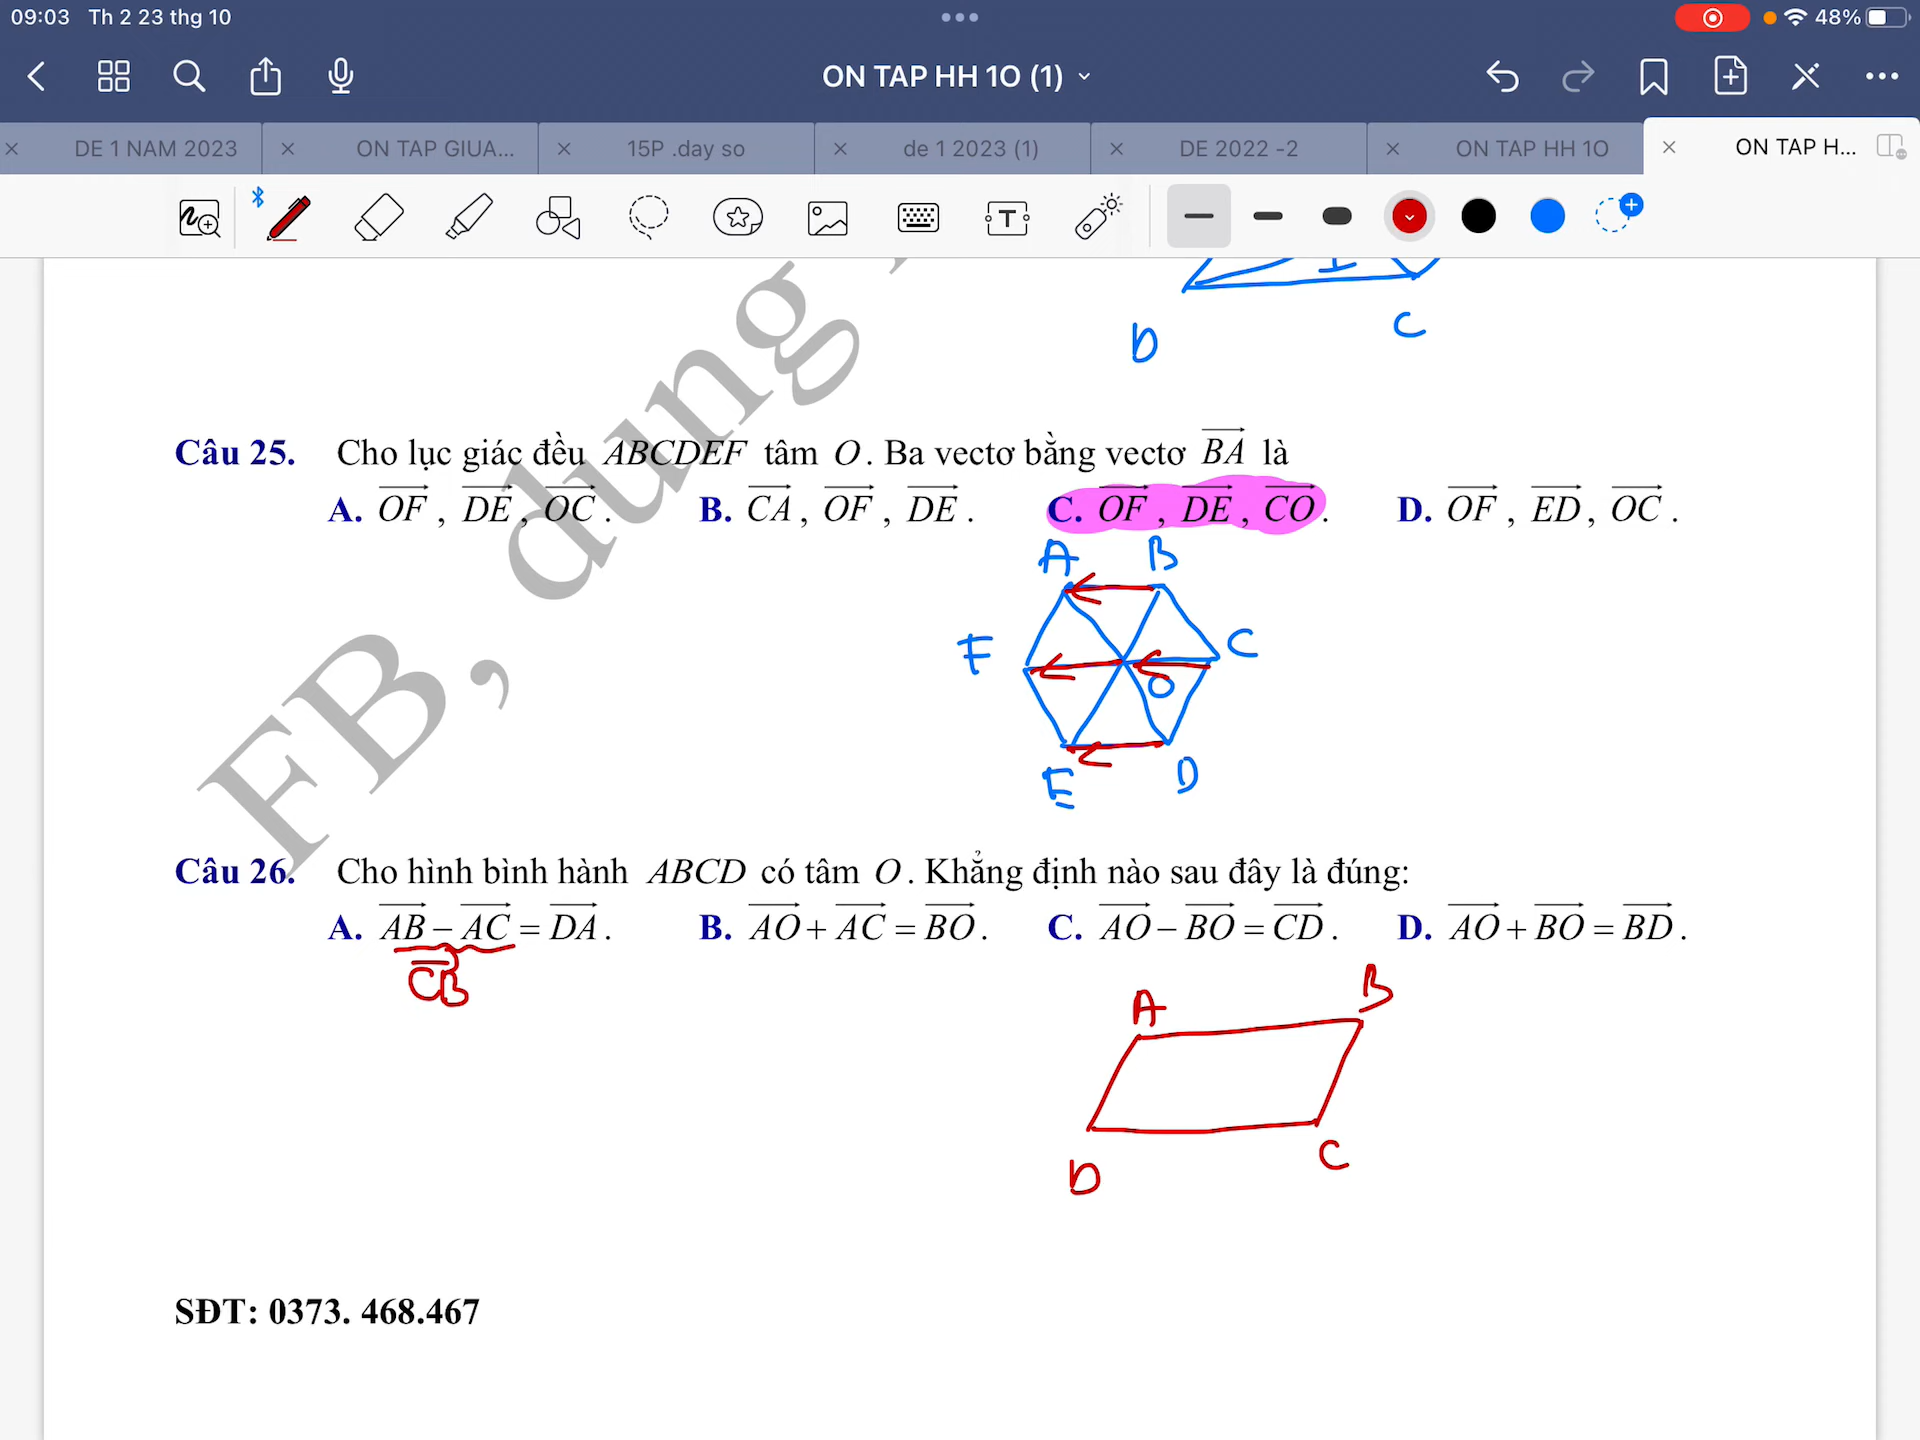 09:03 Th 2 23 thg 10 48%
ON TAP HH 1O (1)
DE 1 NAM 2023 ON TAP GIUA... 15P .day so de 1 2023 (1) DE 2022 -2 ON TAP HH 1O ON TAP H...
I
D C
FB, dung
Câu 25. Cho lục giác đều ABCDEF tâm O. Ba vectơ bằng vectơ BA là
A. OF, DE, OC. B. CA, OF, DE. C. OF, DE, CO. D. OF, ED, OC.
A B
F C
O
E D
Câu 26. Cho hình bình hành ABCD có tâm O. Khẳng định nào sau đây là đúng:
A. AB − AC = DA. B. AO + AC = BO. C. AO − BO = CD. D. AO + BO = BD.
CB
A B
D C
SĐT: 0373. 468.467